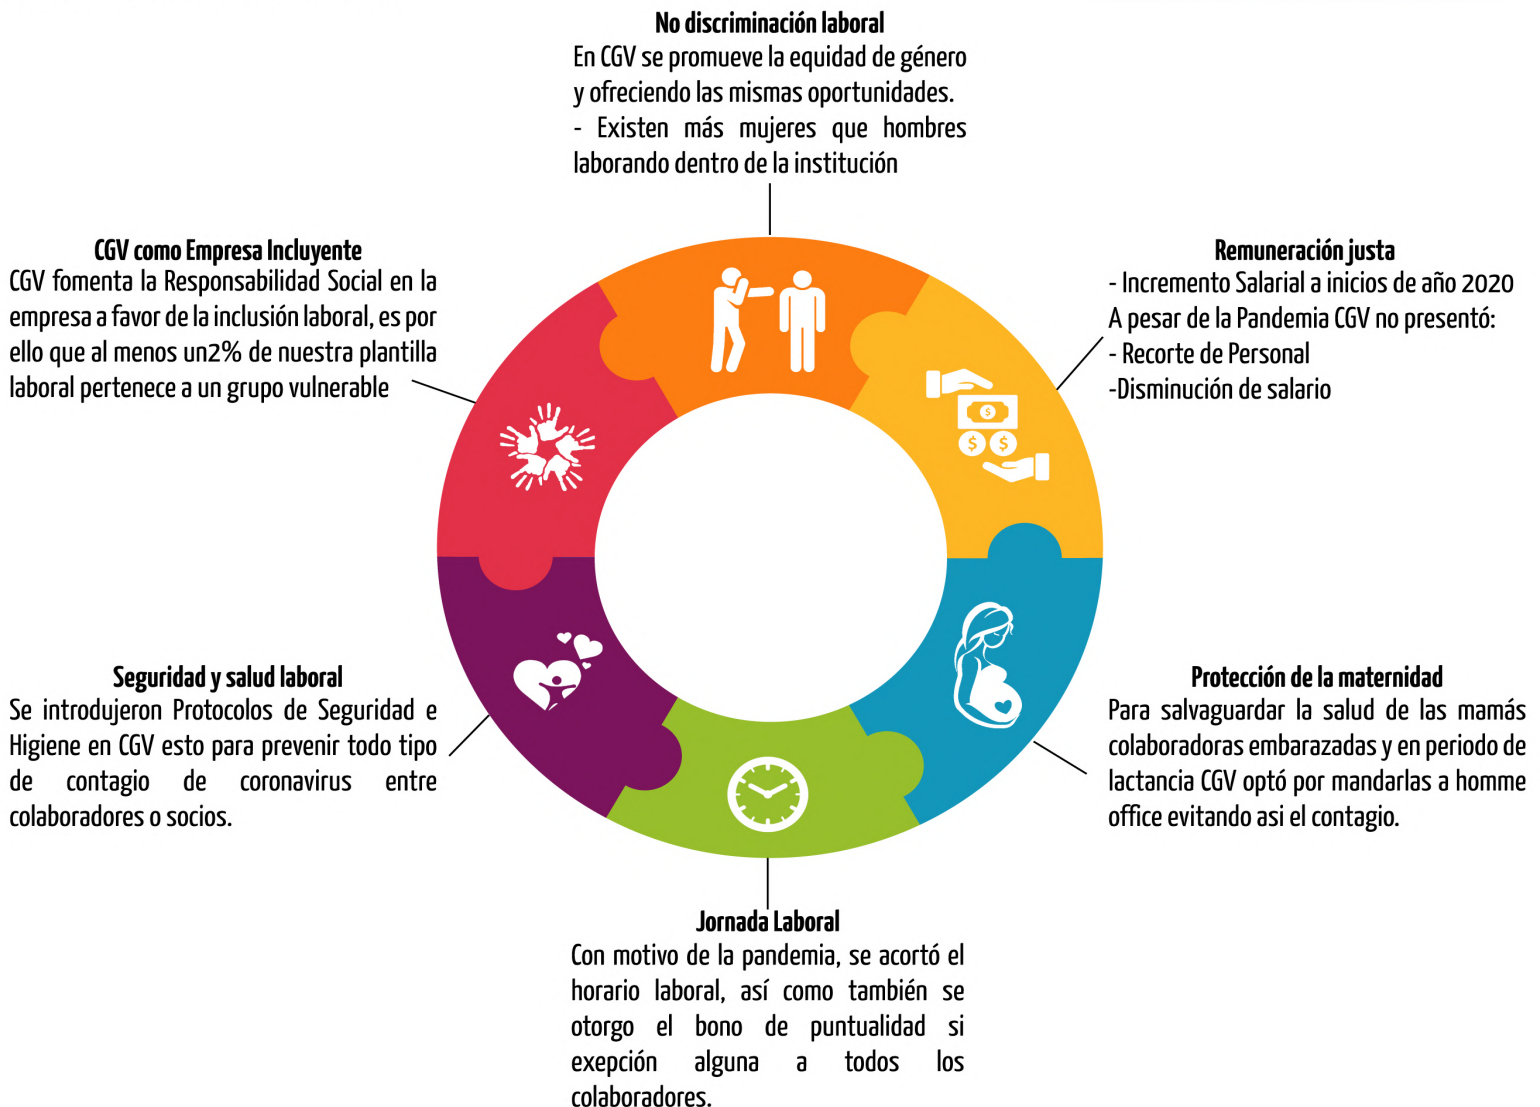 No discriminación laboral
En CGV se promueve la equidad de género
y ofreciendo las mismas oportunidades.
- Existen más mujeres que hombres
laborando dentro de la institución
CGV como Empresa Incluyente
CGV fomenta la Responsabilidad Social en la
empresa a favor de la inclusión laboral, es por
ello que al menos un2% de nuestra plantilla
laboral pertenece a un grupo vulnerable
Remuneración justa
- Incremento Salarial a inicios de año 2020
A pesar de la Pandemia CGV no presentó:
- Recorte de Personal
-Disminución de salario
Seguridad y salud laboral
Se introdujeron Protocolos de Seguridad e
Higiene en CGV esto para prevenir todo tipo
de contagio de coronavirus entre
colaboradores o socios.
Protección de la maternidad
Para salvaguardar la salud de las mamás
colaboradoras embarazadas y en periodo de
lactancia CGV optó por mandarlas a homme
office evitando asi el contagio.
Jornada Laboral
Con motivo de la pandemia, se acortó el
horario laboral, así como también se
otorgo el bono de puntualidad si
exepción alguna a todos los
colaboradores.